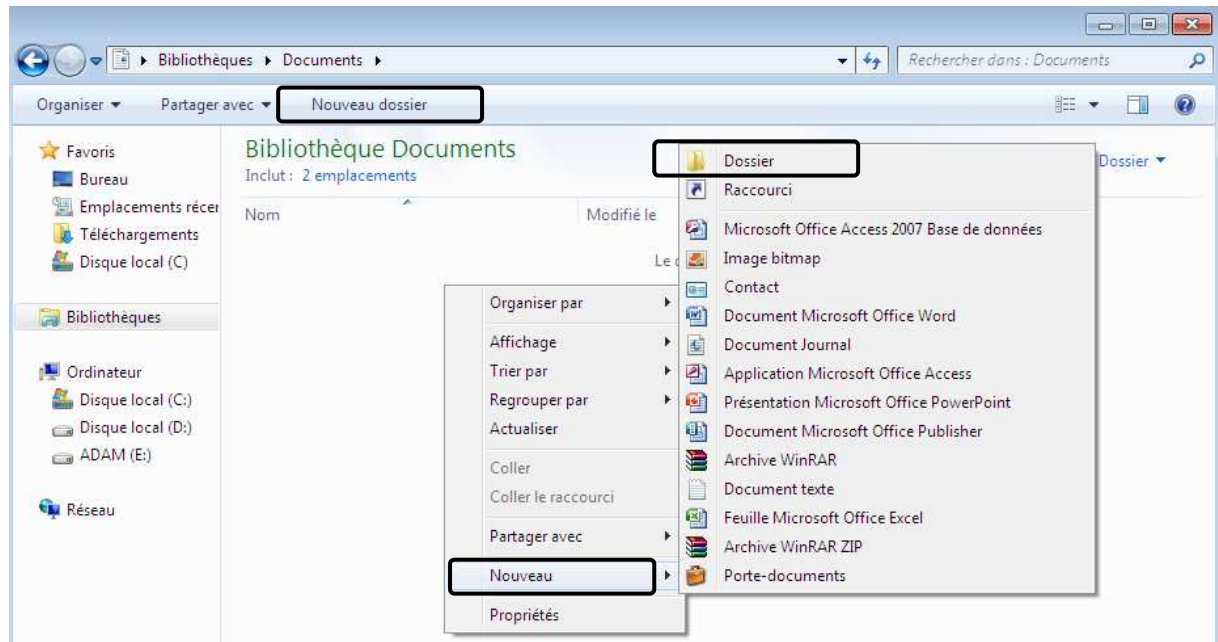 Bibliothèques Documents
Rechercher dans : Documents
Organiser Partager avec Nouveau dossier
Favoris
Bureau
Emplacements récen
Téléchargements
Disque local (C)
Bibliothèques
Ordinateur
Disque local (C:)
Disque local (D:)
ADAM (E:)
Réseau
Bibliothèque Documents
Inclut : 2 emplacements
Dossier
Nom Modifié le
Le
Organiser par
Affichage
Trier par
Regrouper par
Actualiser
Coller
Coller le raccourci
Partager avec
Nouveau
Propriétés
Dossier
Raccourci
Microsoft Office Access 2007 Base de données
Image bitmap
Contact
Document Microsoft Office Word
Document Journal
Application Microsoft Office Access
Présentation Microsoft Office PowerPoint
Document Microsoft Office Publisher
Archive WinRAR
Document texte
Feuille Microsoft Office Excel
Archive WinRAR ZIP
Porte-documents